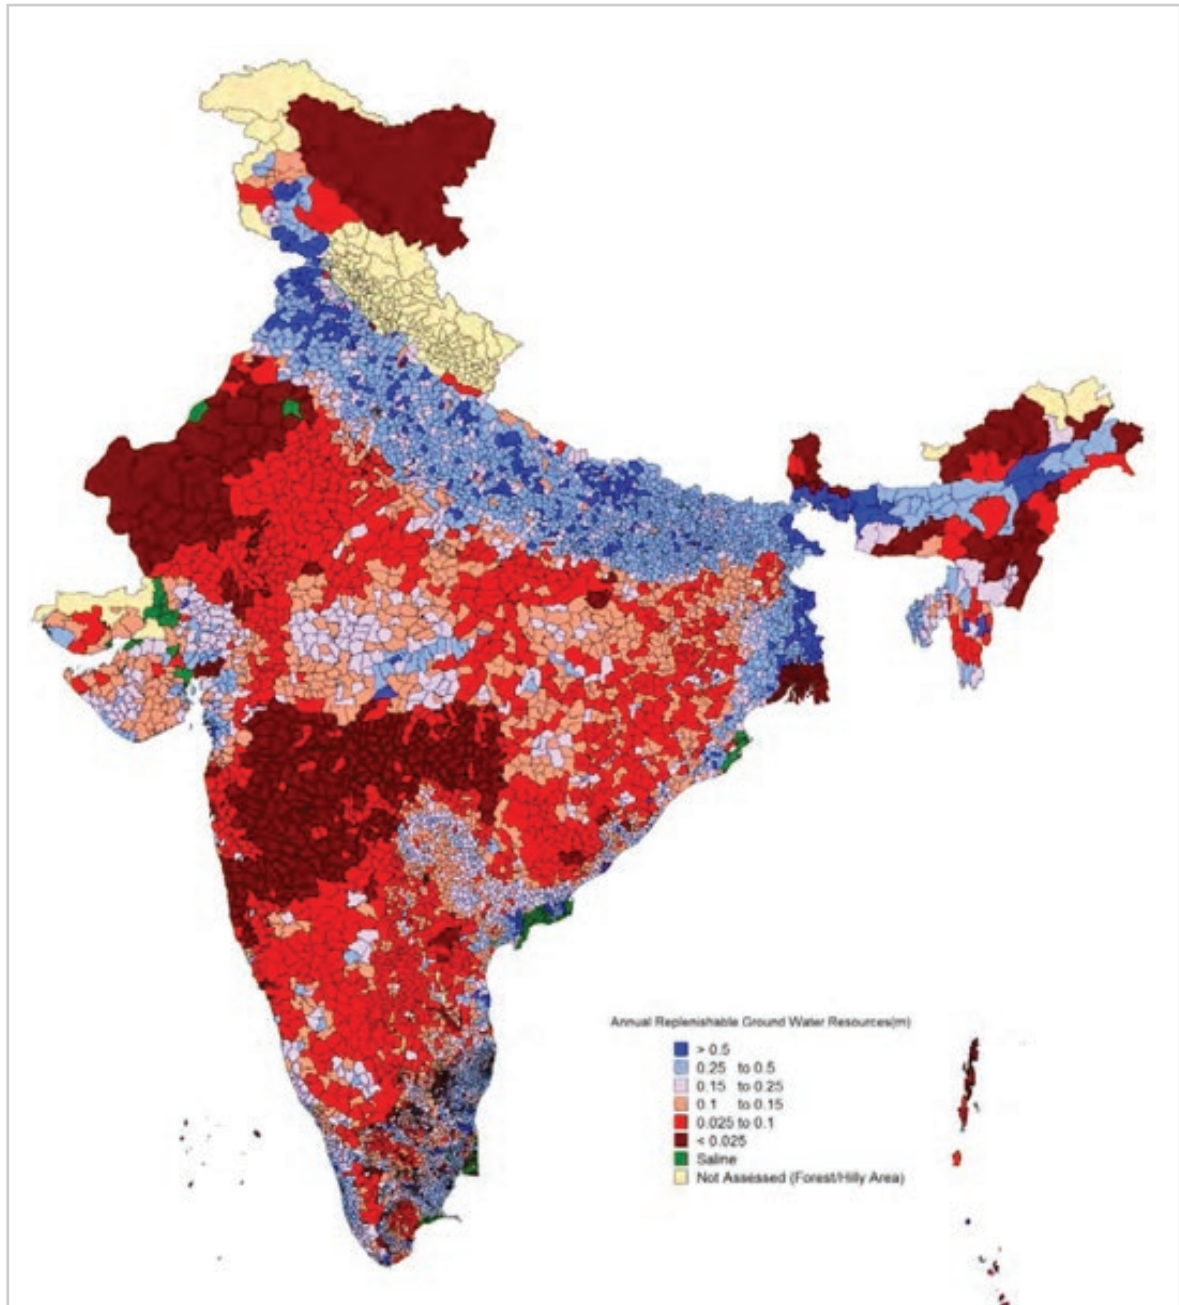 Annual Replenishable Ground Water Resources(m)
> 0.5
0.25 to 0.5
0.15 to 0.25
0.1 to 0.15
0.025 to 0.1
< 0.025
Saline
Not Assessed (Forest/Hilly Area)